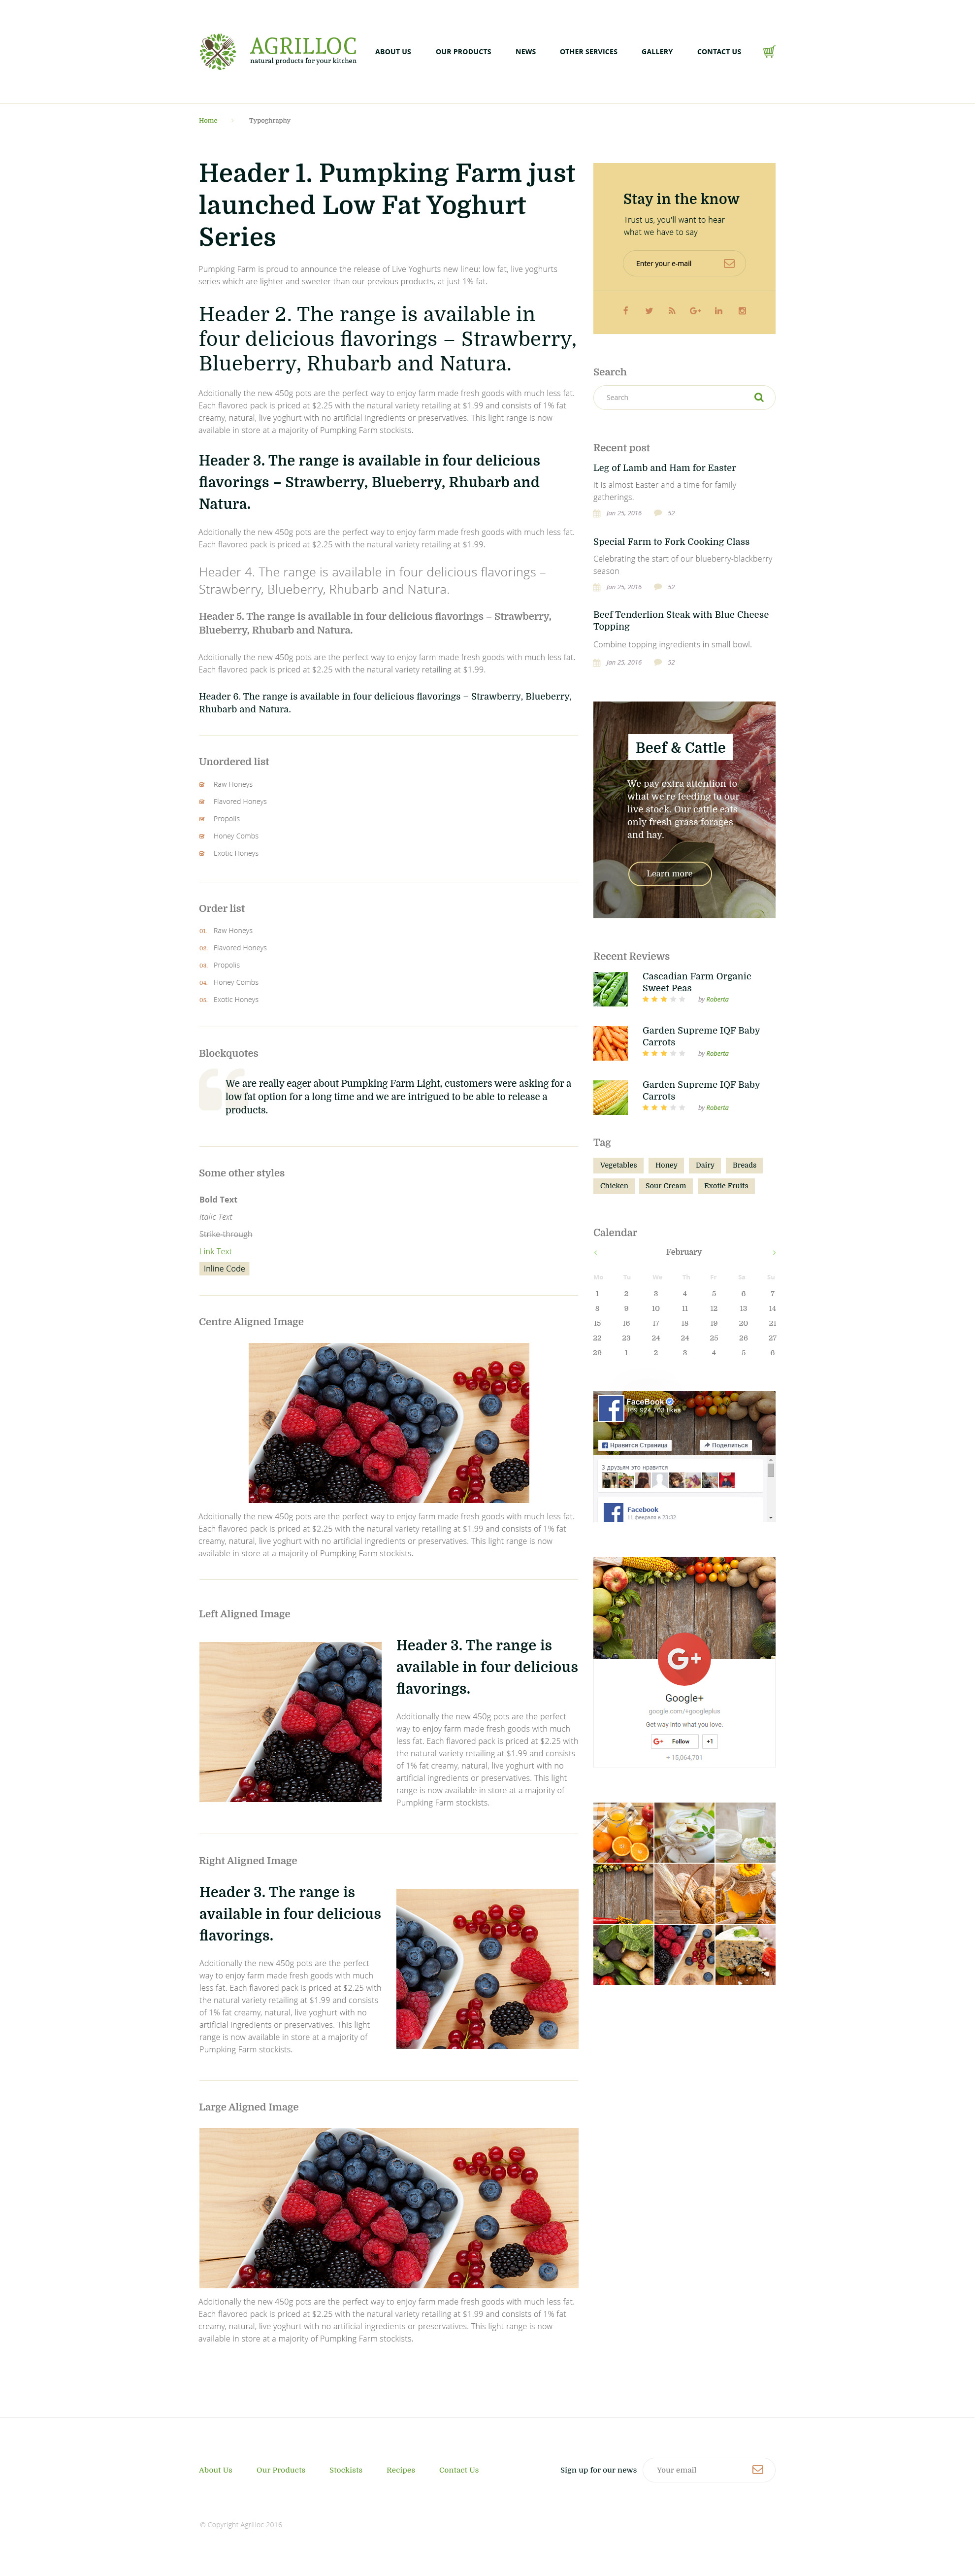 AGRILLOC
natural products for your kitchen
ABOUT US
OUR PRODUCTS
NEWS
OTHER SERVICES
GALLERY
CONTACT US
Home
Typoghraphy
Header 1. Pumpking Farm just
launched Low Fat Yoghurt
Series
Pumpking Farm is proud to announce the release of Live Yoghurts new lineu: low fat, live yoghurts
series which are lighter and sweeter than our previous products, at just 1% fat.
Header 2. The range is available in
four delicious flavorings – Strawberry,
Blueberry, Rhubarb and Natura.
Additionally the new 450g pots are the perfect way to enjoy farm made fresh goods with much less fat.
Each flavored pack is priced at $2.25 with the natural variety retailing at $1.99 and consists of 1% fat
creamy, natural, live yoghurt with no artificial ingredients or preservatives. This light range is now
available in store at a majority of Pumpking Farm stockists.
Header 3. The range is available in four delicious
flavorings – Strawberry, Blueberry, Rhubarb and
Natura.
Additionally the new 450g pots are the perfect way to enjoy farm made fresh goods with much less fat.
Each flavored pack is priced at $2.25 with the natural variety retailing at $1.99.
Header 4. The range is available in four delicious flavorings –
Strawberry, Blueberry, Rhubarb and Natura.
Header 5. The range is available in four delicious flavorings – Strawberry,
Blueberry, Rhubarb and Natura.
Additionally the new 450g pots are the perfect way to enjoy farm made fresh goods with much less fat.
Each flavored pack is priced at $2.25 with the natural variety retailing at $1.99.
Header 6. The range is available in four delicious flavorings – Strawberry, Blueberry,
Rhubarb and Natura.
Unordered list
Raw Honeys
Flavored Honeys
Propolis
Honey Combs
Exotic Honeys
Order list
01. Raw Honeys
02. Flavored Honeys
03. Propolis
04. Honey Combs
05. Exotic Honeys
Blockquotes
We are really eager about Pumpking Farm Light, customers were asking for a
low fat option for a long time and we are intrigued to be able to release a
products.
Some other styles
Bold Text
Italic Text
Strike-through
Link Text
Inline Code
Centre Aligned Image
Additionally the new 450g pots are the perfect way to enjoy farm made fresh goods with much less fat.
Each flavored pack is priced at $2.25 with the natural variety retailing at $1.99 and consists of 1% fat
creamy, natural, live yoghurt with no artificial ingredients or preservatives. This light range is now
available in store at a majority of Pumpking Farm stockists.
Left Aligned Image
Header 3. The range is
available in four delicious
flavorings.
Additionally the new 450g pots are the perfect
way to enjoy farm made fresh goods with much
less fat. Each flavored pack is priced at $2.25 with
the natural variety retailing at $1.99 and consists
of 1% fat creamy, natural, live yoghurt with no
artificial ingredients or preservatives. This light
range is now available in store at a majority of
Pumpking Farm stockists.
Right Aligned Image
Header 3. The range is
available in four delicious
flavorings.
Additionally the new 450g pots are the perfect
way to enjoy farm made fresh goods with much
less fat. Each flavored pack is priced at $2.25 with
the natural variety retailing at $1.99 and consists
of 1% fat creamy, natural, live yoghurt with no
artificial ingredients or preservatives. This light
range is now available in store at a majority of
Pumpking Farm stockists.
Large Aligned Image
Additionally the new 450g pots are the perfect way to enjoy farm made fresh goods with much less fat.
Each flavored pack is priced at $2.25 with the natural variety retailing at $1.99 and consists of 1% fat
creamy, natural, live yoghurt with no artificial ingredients or preservatives. This light range is now
available in store at a majority of Pumpking Farm stockists.
Stay in the know
Trust us, you'll want to hear
what we have to say
Enter your e-mail
Search
Search
Recent post
Leg of Lamb and Ham for Easter
It is almost Easter and a time for family
gatherings.
Jan 25, 2016 52
Special Farm to Fork Cooking Class
Celebrating the start of our blueberry-blackberry
season
Jan 25, 2016 52
Beef Tenderlion Steak with Blue Cheese
Topping
Combine topping ingredients in small bowl.
Jan 25, 2016 52
Beef & Cattle
We pay extra attention to
what we're feeding to our
live stock. Our cattle eats
only fresh grass forages
and hay.
Learn more
Recent Reviews
Cascadian Farm Organic
Sweet Peas
by Roberta
Garden Supreme IQF Baby
Carrots
by Roberta
Garden Supreme IQF Baby
Carrots
by Roberta
Tag
Vegetables Honey Dairy Breads
Chicken Sour Cream Exotic Fruits
Calendar
February
Mo Tu We Th Fr Sa Su
1 2 3 4 5 6 7
8 9 10 11 12 13 14
15 16 17 18 19 20 21
22 23 24 24 25 26 27
29 1 2 3 4 5 6
FaceBook
169 924 703 likes
Нравится Страница
Поделиться
3 друзьям это нравится
Facebook
11 февраля в 23:32
G+
Google+
google.com/+googleplus
Get way into what you love.
G+ Follow +1
+ 15,064,701
About Us
Our Products
Stockists
Recipes
Contact Us
Sign up for our news
Your email
© Copyright Agrilloc 2016